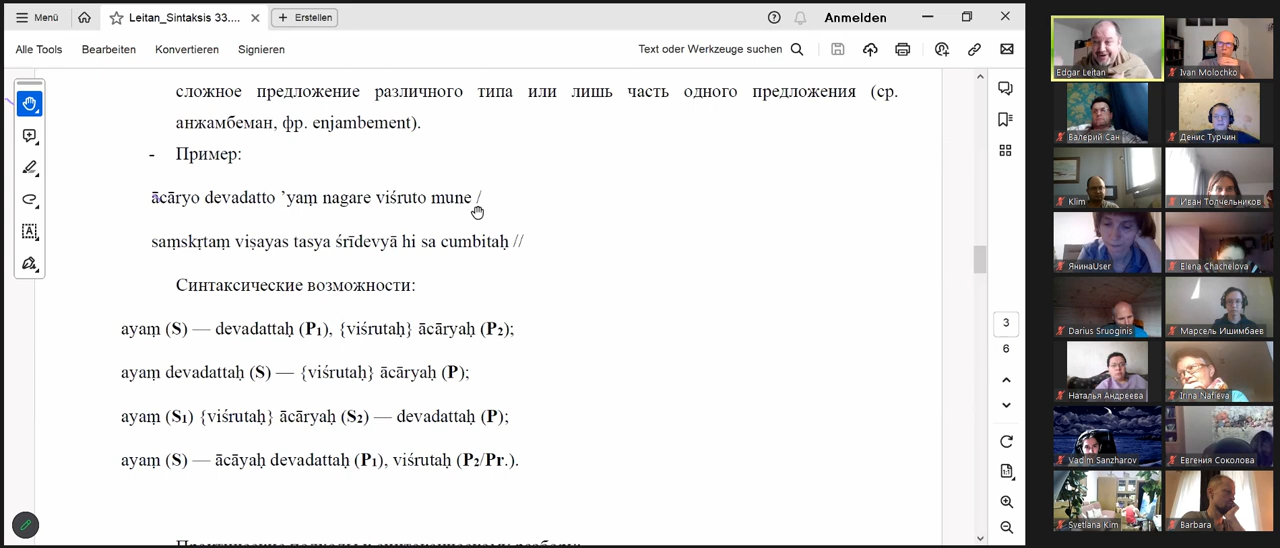 Menü
Leitan_Sintaksis 33....
Erstellen
Anmelden
Alle Tools
Bearbeiten
Konvertieren
Signieren
Text oder Werkzeuge suchen
сложное предложение различного типа или лишь часть одного предложения (ср.
анжамбеман, фр. enjambement).
- Пример:
ācāryo devadatto ’yaṃ nagare viśruto mune /
saṃskṛtaṃ viṣayas tasya śrīdevyā hi sa cumbitaḥ //
Синтаксические возможности:
ayaṃ (S) — devadattaḥ (P₁), {viśrutaḥ} ācāryaḥ (P₂);
ayaṃ devadattaḥ (S) — {viśrutaḥ} ācāryaḥ (P);
ayaṃ (S₁) {viśrutaḥ} ācāryaḥ (S₂) — devadattaḥ (P);
ayaṃ (S) — ācāyaḥ devadattaḥ (P₁), viśrutaḥ (P₂/Pr.).
3
6
Edgar Leitan
Ivan Molochko
Валерий Сан
Денис Турчин
Klim
Иван Толчельников
ЯнинаUser
Elena Chachelova
Darius Sruoginis
Марсель Ишимбаев
Наталья Андреева
Irina Nafieva
Vadim Sanzharov
Евгения Соколова
Svetlana Kim
Barbara